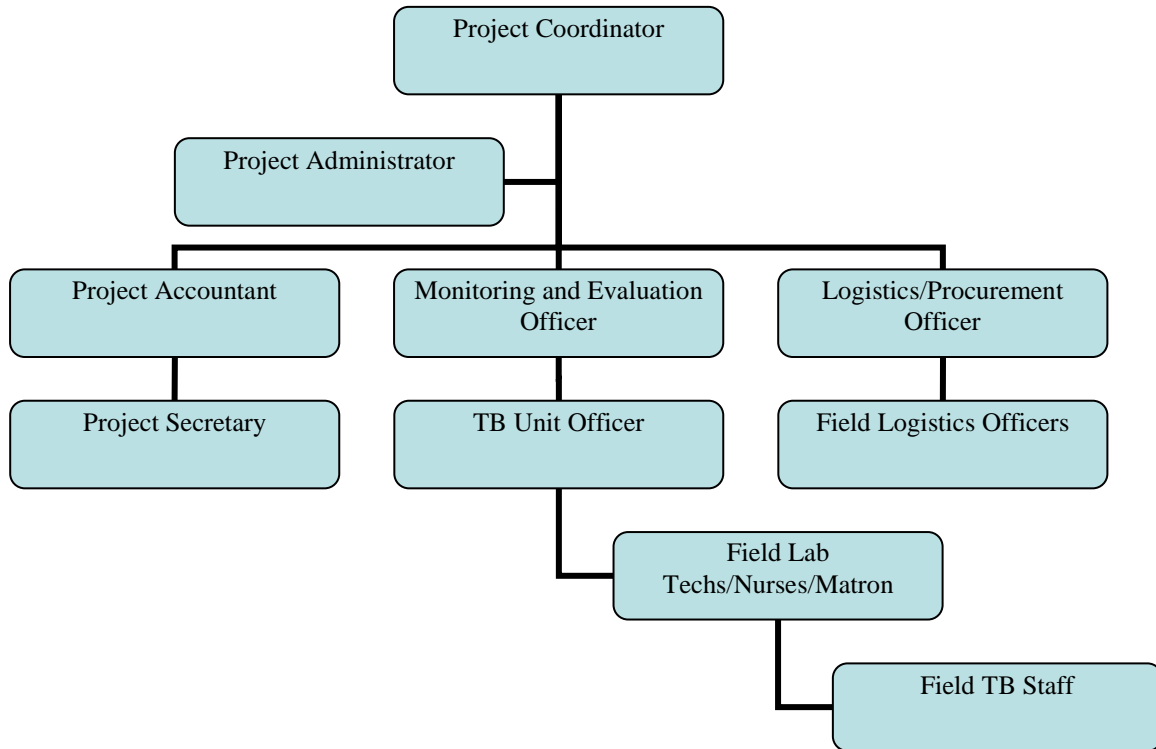 Project Coordinator
Project Administrator
Project Accountant
Monitoring and Evaluation
Officer
Logistics/Procurement
Officer
Project Secretary
TB Unit Officer
Field Logistics Officers
Field Lab
Techs/Nurses/Matron
Field TB Staff